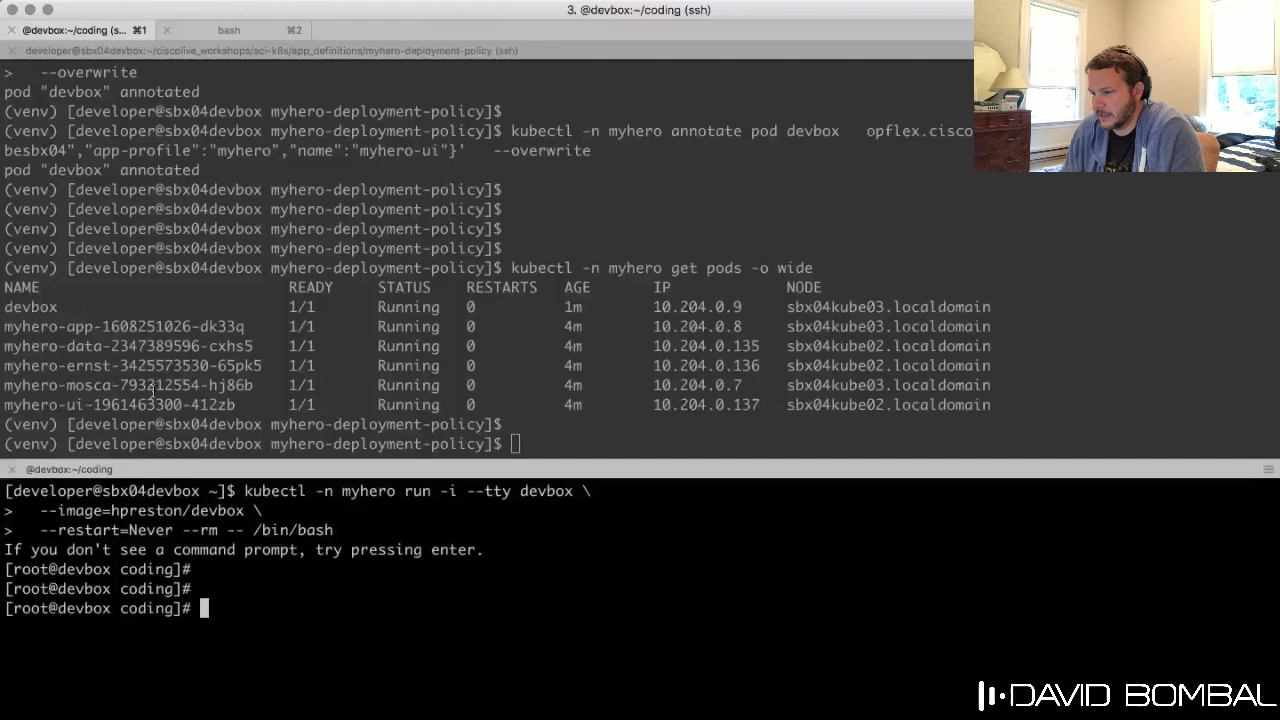 3. @devbox:~/coding (ssh)
@devbox:~/coding (s... ⌘1
bash ⌘2
developer@sbx04devbox:~/ciscolive_workshops/sci-k8s/app_definitions/myhero-deployment-policy (ssh)
> --overwrite
pod "devbox" annotated
(venv) [developer@sbx04devbox myhero-deployment-policy]$
(venv) [developer@sbx04devbox myhero-deployment-policy]$ kubectl -n myhero annotate pod devbox opflex.cisco
besbx04","app-profile":"myhero","name":"myhero-ui"}' --overwrite
pod "devbox" annotated
(venv) [developer@sbx04devbox myhero-deployment-policy]$
(venv) [developer@sbx04devbox myhero-deployment-policy]$
(venv) [developer@sbx04devbox myhero-deployment-policy]$
(venv) [developer@sbx04devbox myhero-deployment-policy]$
(venv) [developer@sbx04devbox myhero-deployment-policy]$ kubectl -n myhero get pods -o wide
NAME READY STATUS RESTARTS AGE IP NODE
devbox 1/1 Running 0 1m 10.204.0.9 sbx04kube03.localdomain
myhero-app-1608251026-dk33q 1/1 Running 0 4m 10.204.0.8 sbx04kube03.localdomain
myhero-data-2347389596-cxhs5 1/1 Running 0 4m 10.204.0.135 sbx04kube02.localdomain
myhero-ernst-3425573530-65pk5 1/1 Running 0 4m 10.204.0.136 sbx04kube02.localdomain
myhero-mosca-793212554-hj86b 1/1 Running 0 4m 10.204.0.7 sbx04kube03.localdomain
myhero-ui-1961463300-412zb 1/1 Running 0 4m 10.204.0.137 sbx04kube02.localdomain
(venv) [developer@sbx04devbox myhero-deployment-policy]$
(venv) [developer@sbx04devbox myhero-deployment-policy]$
@devbox:~/coding
[developer@sbx04devbox ~]$ kubectl -n myhero run -i --tty devbox \
> --image=hpreston/devbox \
> --restart=Never --rm -- /bin/bash
If you don't see a command prompt, try pressing enter.
[root@devbox coding]#
[root@devbox coding]#
[root@devbox coding]#
DAVID BOMBAL